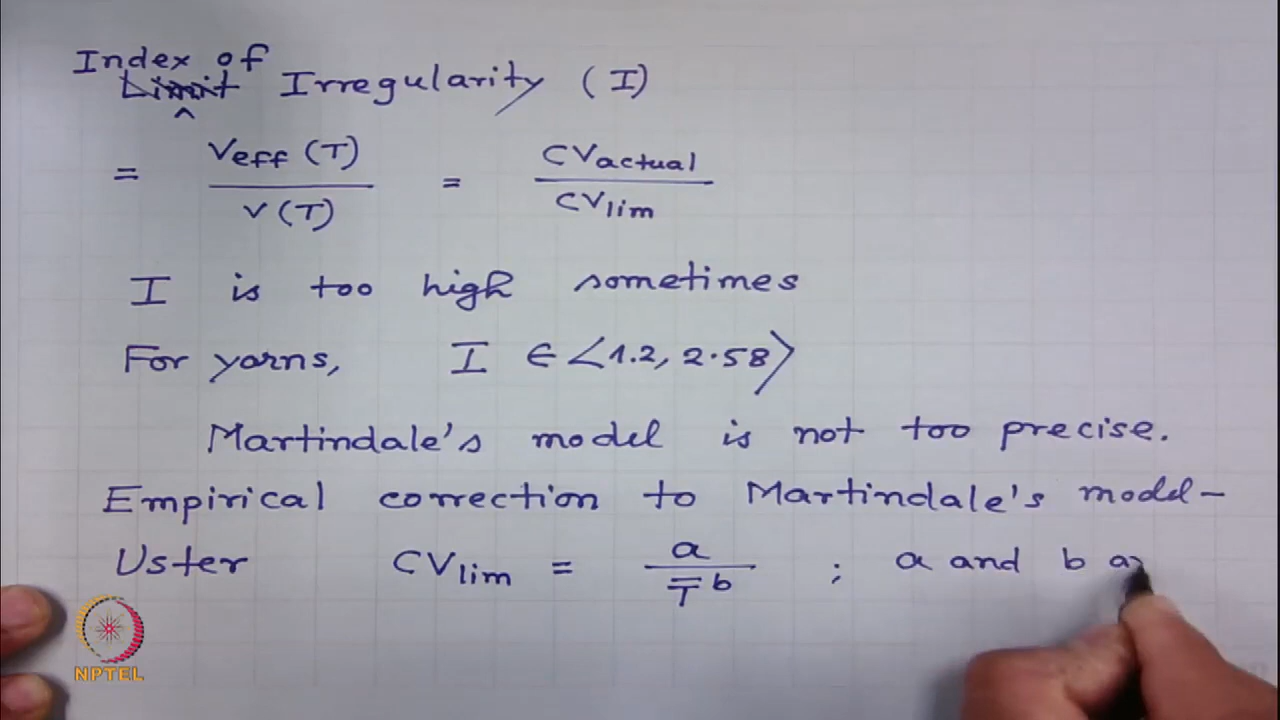 Index of
Limit Irregularity (I)
^
= Veff (T) / V (T) = CVactual / CVlim
I is too high sometimes
For yarns, I ∈ <1.2, 2.58>
Martindale's model is not too precise.
Empirical correction to Martindale's model –
Uster CVlim = a / T̄^b ; a and b a
NPTEL